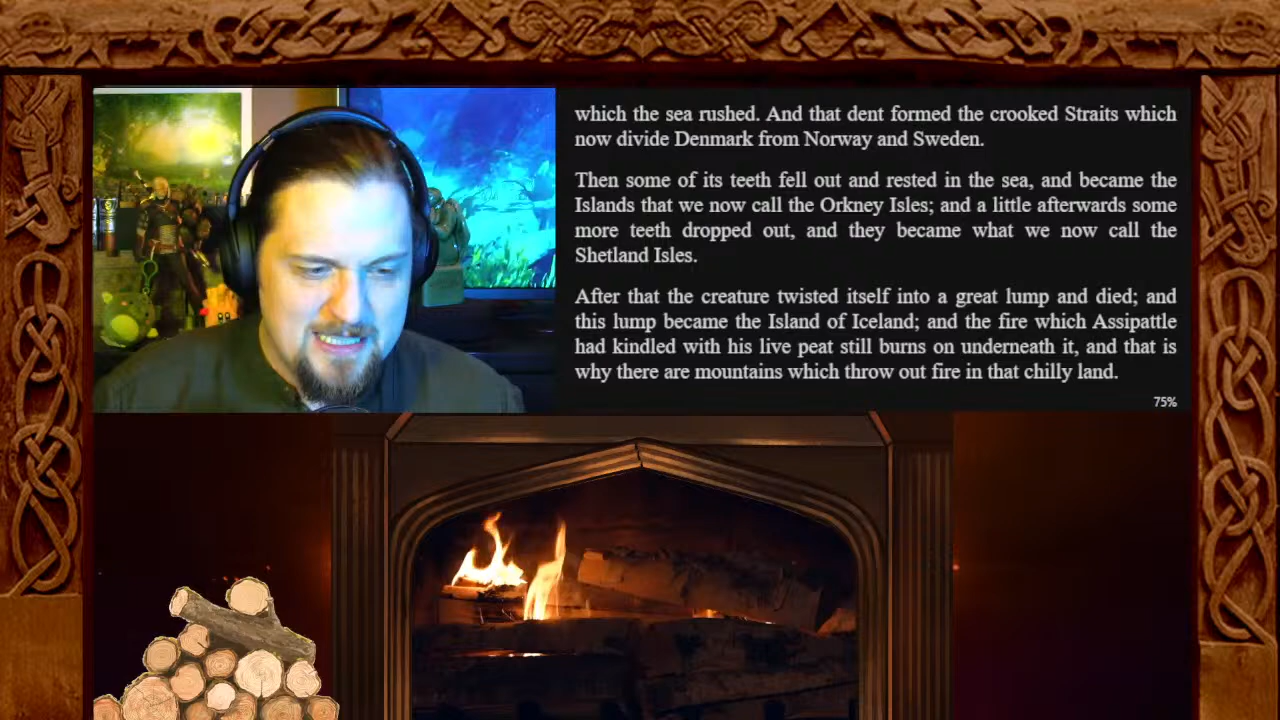 which the sea rushed. And that dent formed the crooked Straits which
now divide Denmark from Norway and Sweden.
Then some of its teeth fell out and rested in the sea, and became the
Islands that we now call the Orkney Isles; and a little afterwards some
more teeth dropped out, and they became what we now call the
Shetland Isles.
After that the creature twisted itself into a great lump and died; and
this lump became the Island of Iceland; and the fire which Assipattle
had kindled with his live peat still burns on underneath it, and that is
why there are mountains which throw out fire in that chilly land.
75%